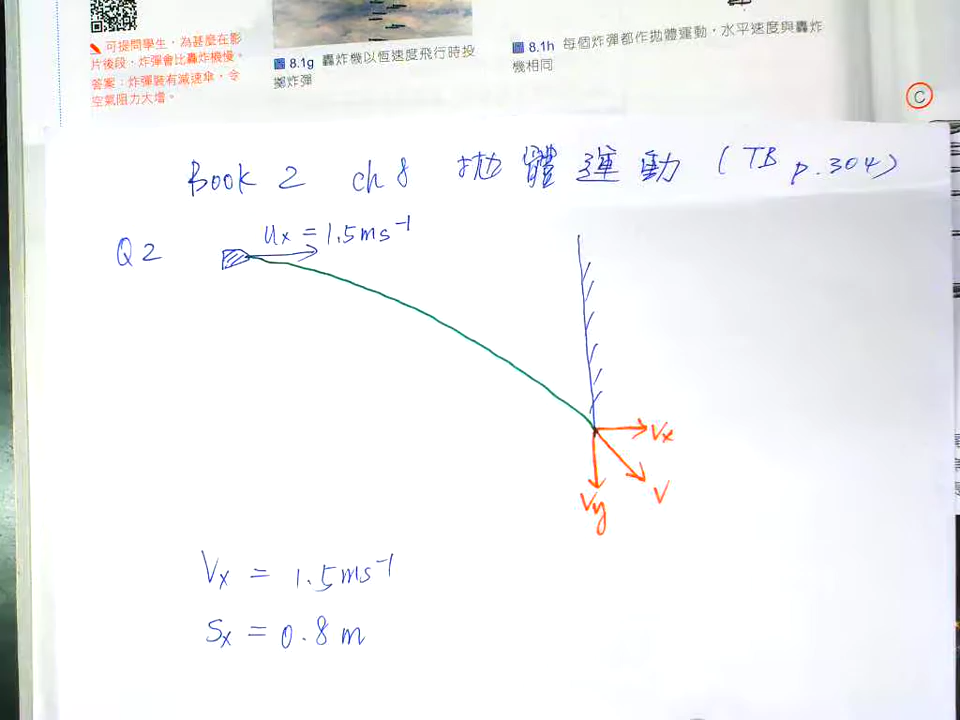 可提問學生，為甚麼在影
片後段，炸彈會比轟炸機慢。
答案：炸彈裝有減速傘，令
空氣阻力大增。
圖 8.1g 轟炸機以恆速度飛行時投
擲炸彈
圖 8.1h 每個炸彈都作拋體運動，水平速度與轟炸
機相同
C
Book 2 ch 8 拋體運動 (TB p.304)
Q2
ux = 1.5 ms⁻¹
Vx
V
Vy
Vx = 1.5 ms⁻¹
Sx = 0.8 m